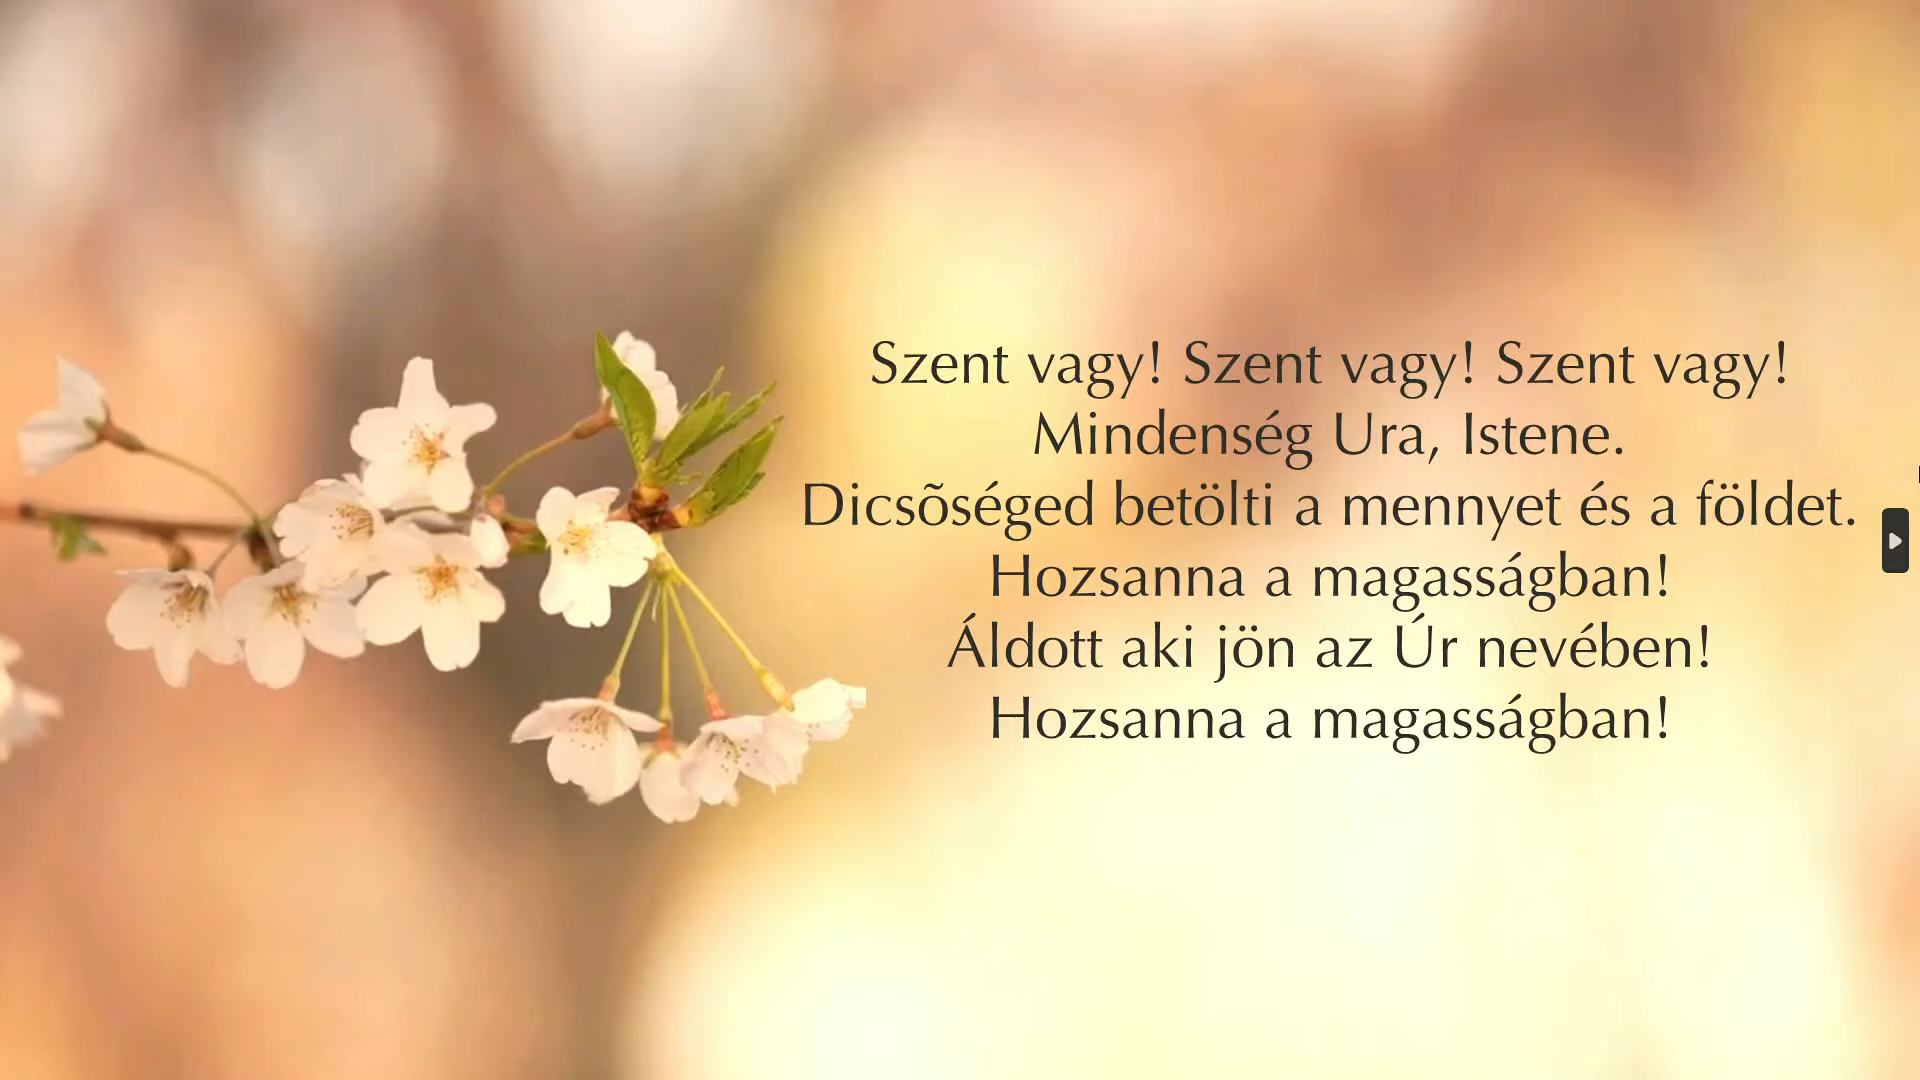 Szent vagy! Szent vagy! Szent vagy!
Mindenség Ura, Istene.
Dicsõséged betölti a mennyet és a földet.
Hozsanna a magasságban!
Áldott aki jön az Úr nevében!
Hozsanna a magasságban!